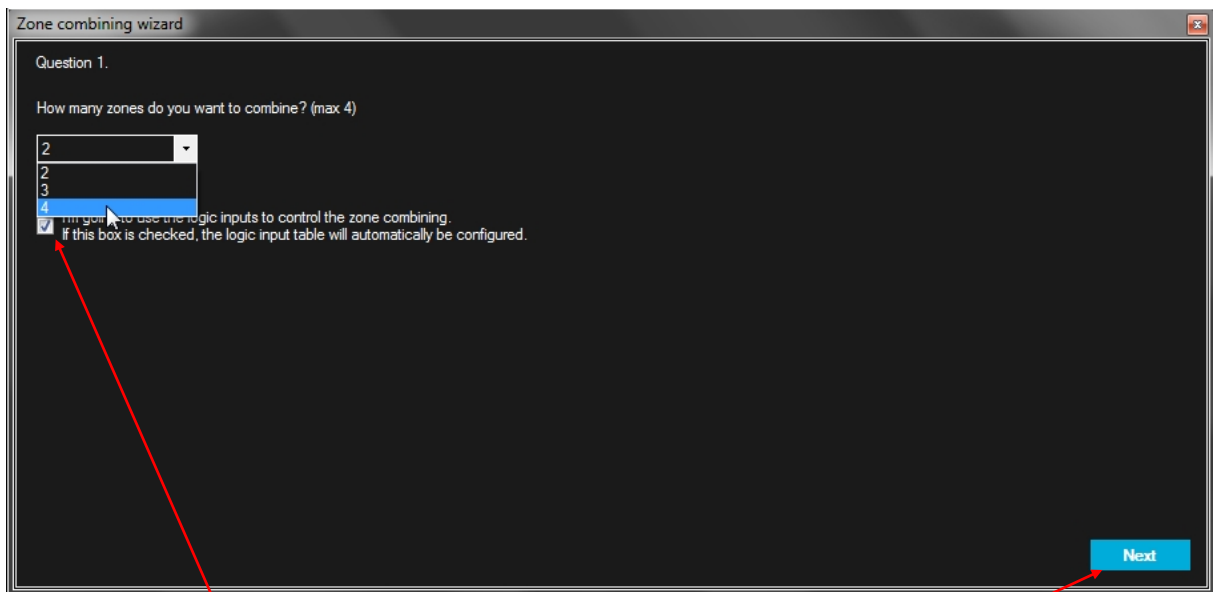 Zone combining wizard
Question 1.
How many zones do you want to combine? (max 4)
2
2
3
4
I'm going to use the logic inputs to control the zone combining.
If this box is checked, the logic input table will automatically be configured.
Next